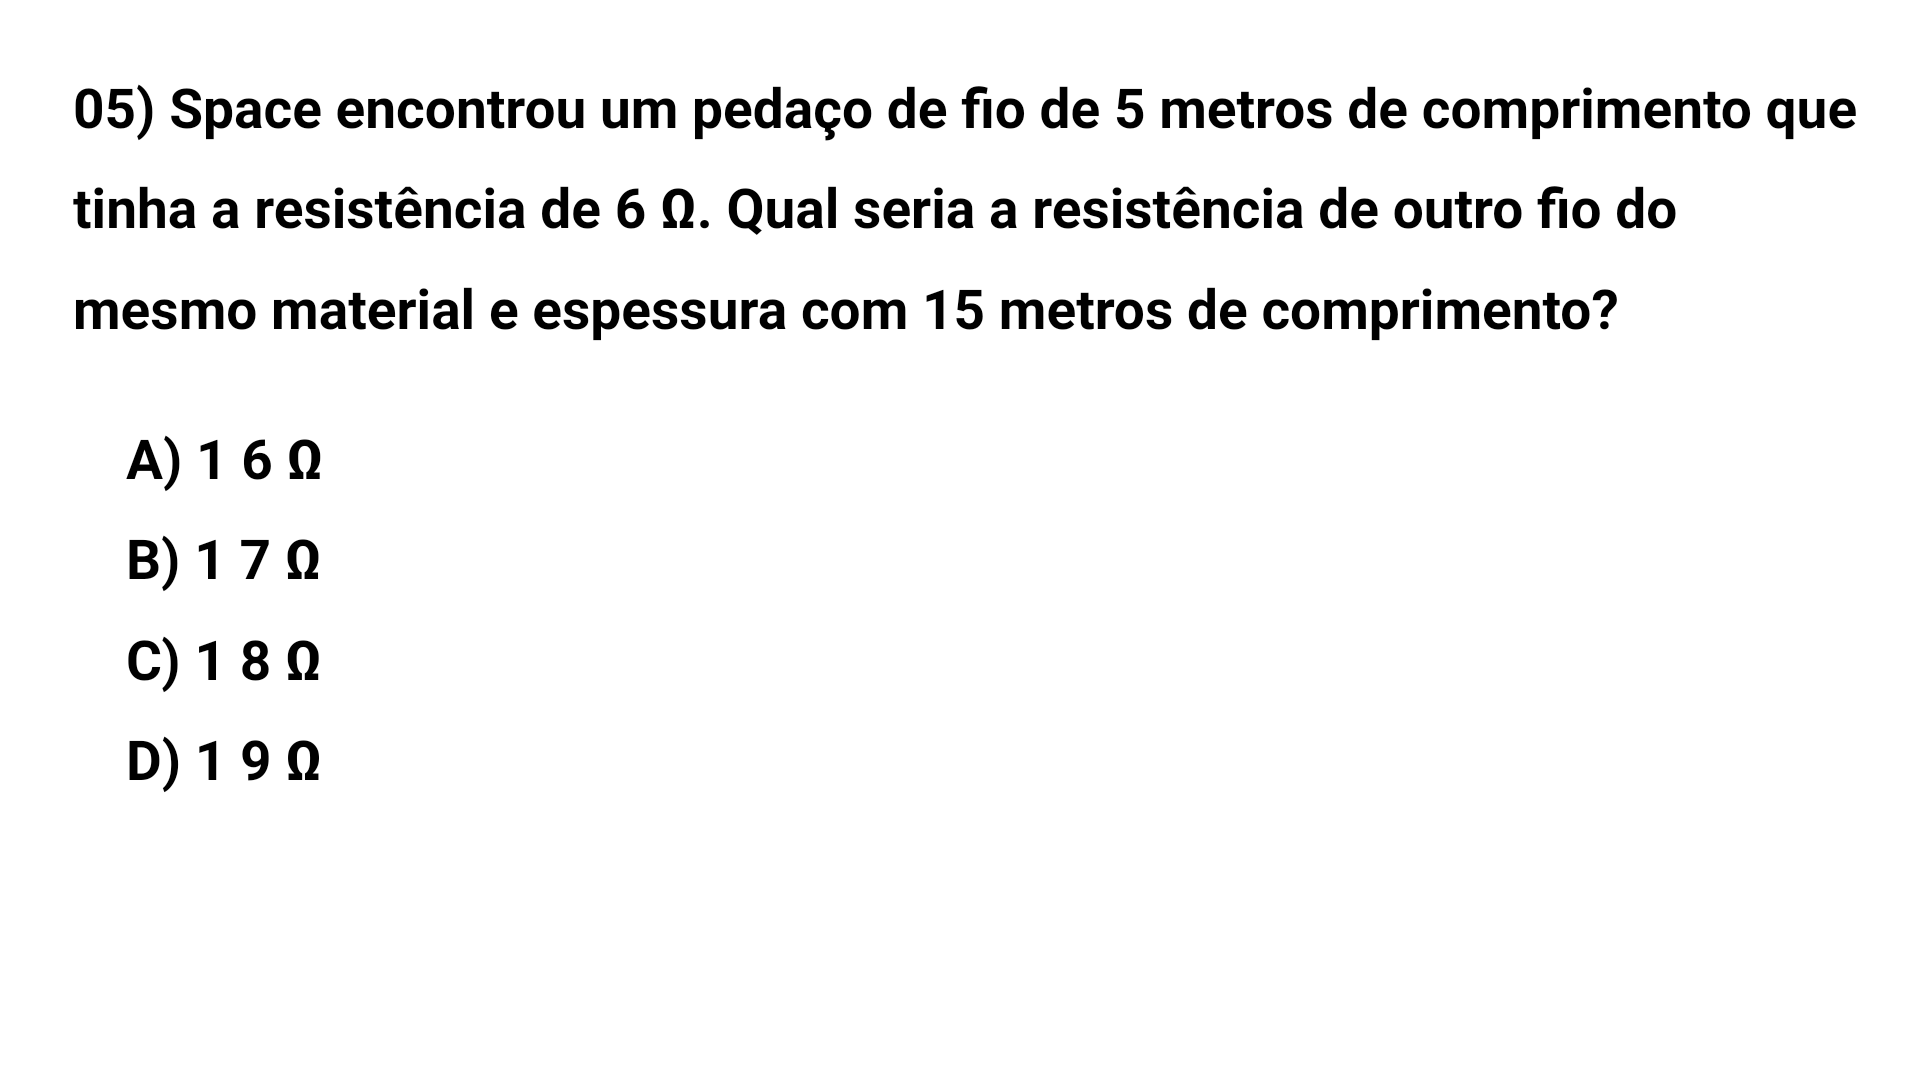 05) Space encontrou um pedaço de fio de 5 metros de comprimento que
tinha a resistência de 6 Ω. Qual seria a resistência de outro fio do
mesmo material e espessura com 15 metros de comprimento?
A) 1 6 Ω
B) 1 7 Ω
C) 1 8 Ω
D) 1 9 Ω